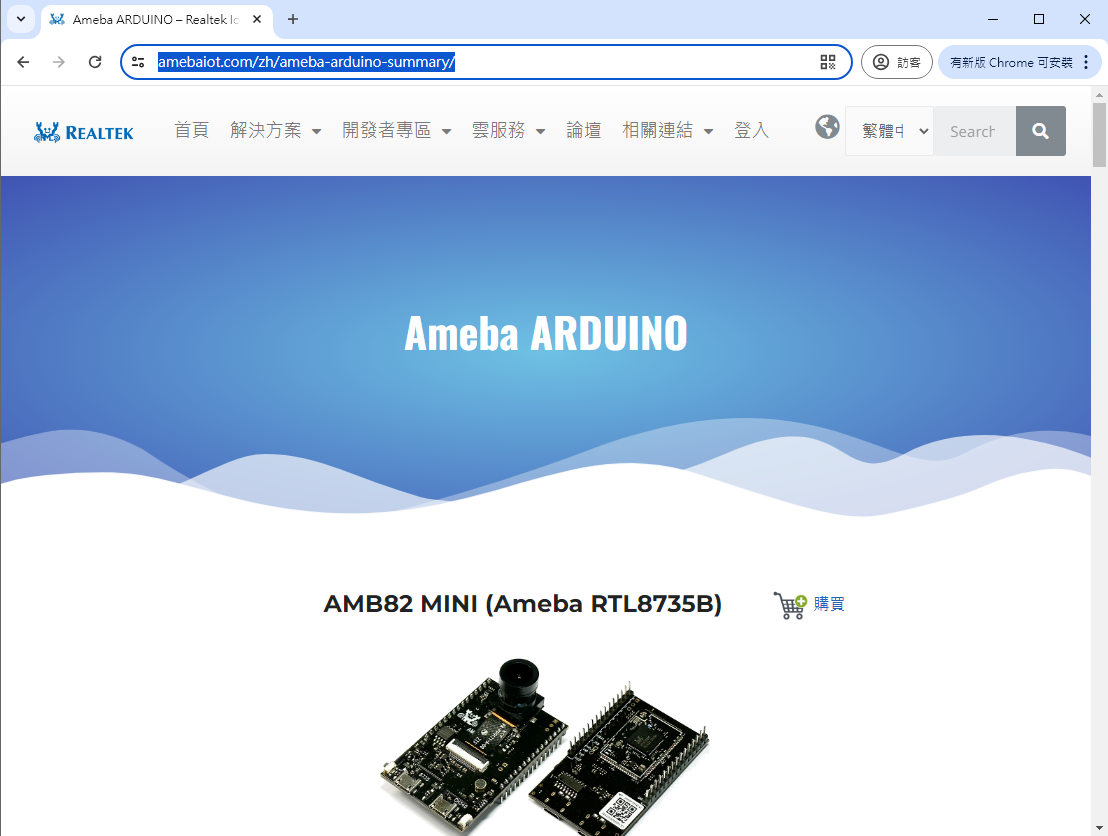 Ameba ARDUINO – Realtek Io
amebaiot.com/zh/ameba-arduino-summary/
訪客
有新版 Chrome 可安裝
REALTEK
首頁
解決方案
開發者專區
雲服務
論壇
相關連結
登入
繁體中
Search
Ameba ARDUINO
AMB82 MINI (Ameba RTL8735B)
購買